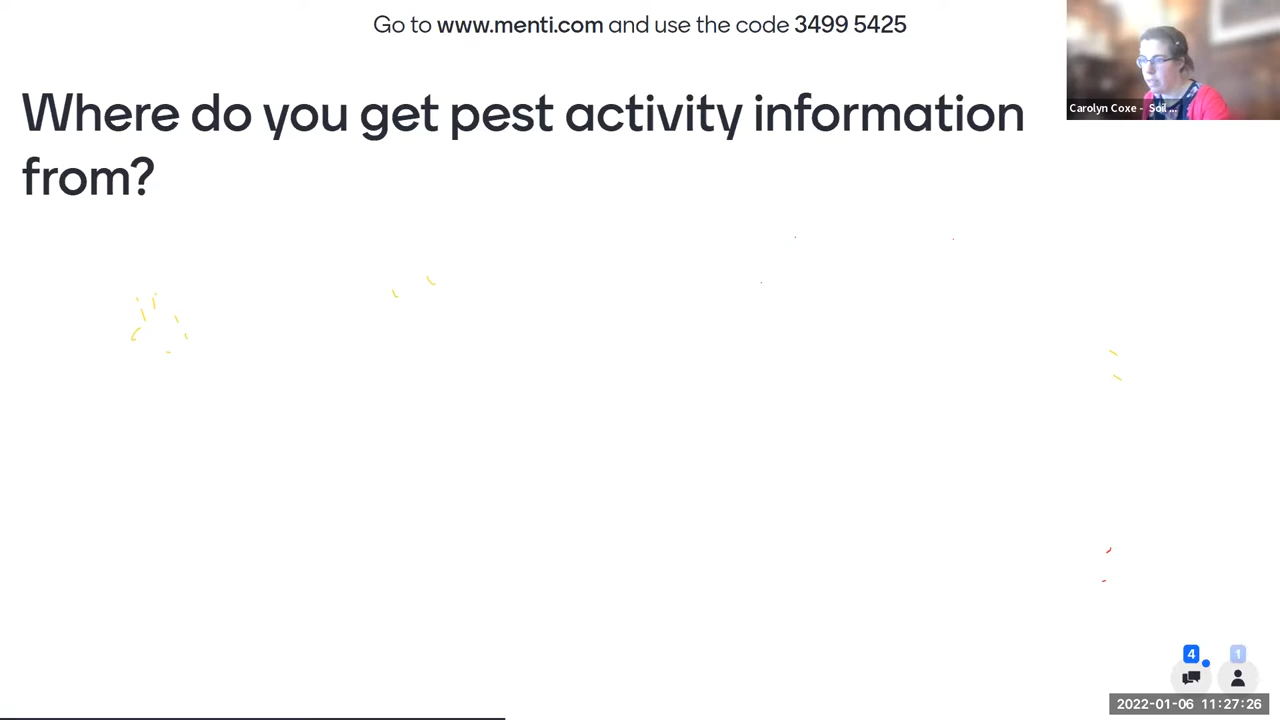 Go to www.menti.com and use the code 3499 5425
Carolyn Coxe - Soil ...
Where do you get pest activity information
from?
4
1
2022-01-06 11:27:26